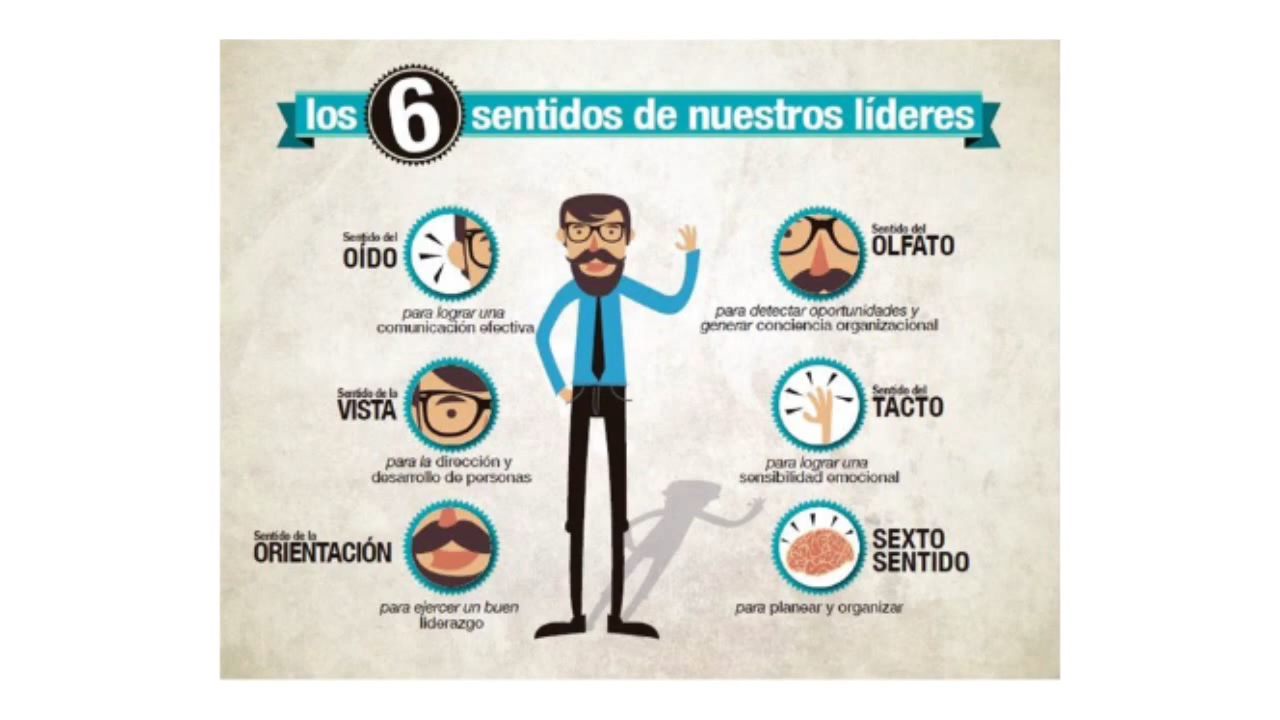 los 6 sentidos de nuestros líderes
Sentido del
OÍDO
para lograr una
comunicación efectiva
Sentido de la
VISTA
para la dirección y
desarrollo de personas
Sentido de la
ORIENTACIÓN
para ejercer un buen
liderazgo
Sentido del
OLFATO
para detectar oportunidades y
generar conciencia organizacional
Sentido del
TACTO
para lograr una
sensibilidad emocional
SEXTO
SENTIDO
para planear y organizar